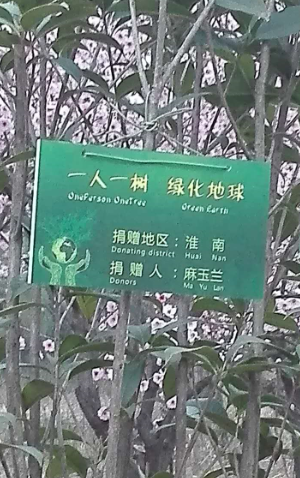 一人一树 绿化地球
OnePerson OneTree Green Earth
捐赠地区：淮 南
Donating district Huai Nan
捐 赠 人：麻玉兰
Donors Ma Yu Lan